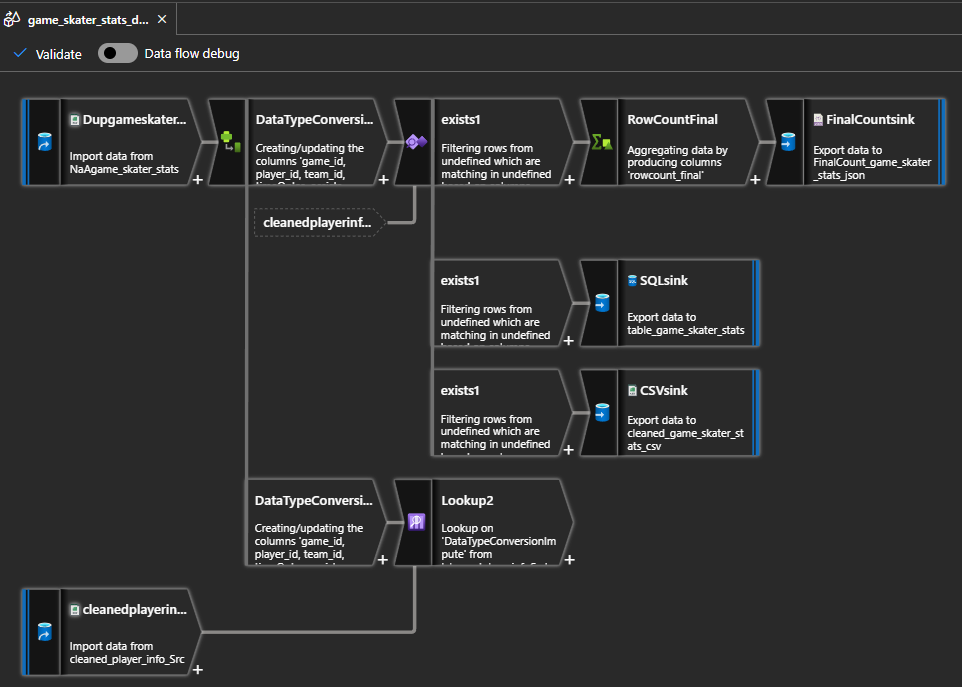 game_skater_stats_d...
Validate
Data flow debug
Dupgameskater...
Import data from
NaAgame_skater_stats
DataTypeConversi...
Creating/updating the
columns 'game_id,
player_id, team_id,
exists1
Filtering rows from
undefined which are
matching in undefined
RowCountFinal
Aggregating data by
producing columns
'rowcount_final'
FinalCountsink
Export data to
FinalCount_game_skater
_stats_json
cleanedplayerinf...
exists1
Filtering rows from
undefined which are
matching in undefined
SQLsink
Export data to
table_game_skater_stats
exists1
Filtering rows from
undefined which are
matching in undefined
CSVsink
Export data to
cleaned_game_skater_st
ats_csv
DataTypeConversi...
Creating/updating the
columns 'game_id,
player_id, team_id,
Lookup2
Lookup on
'DataTypeConversionIm
pute' from
cleanedplayerin...
Import data from
cleaned_player_info_Src